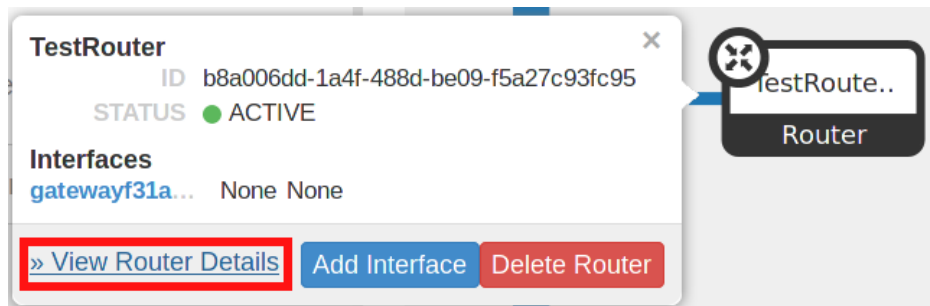 TestRouter ×
ID b8a006dd-1a4f-488d-be09-f5a27c93fc95
STATUS ACTIVE
Interfaces
gatewayf31a... None None
» View Router Details Add Interface Delete Router
TestRoute..
Router